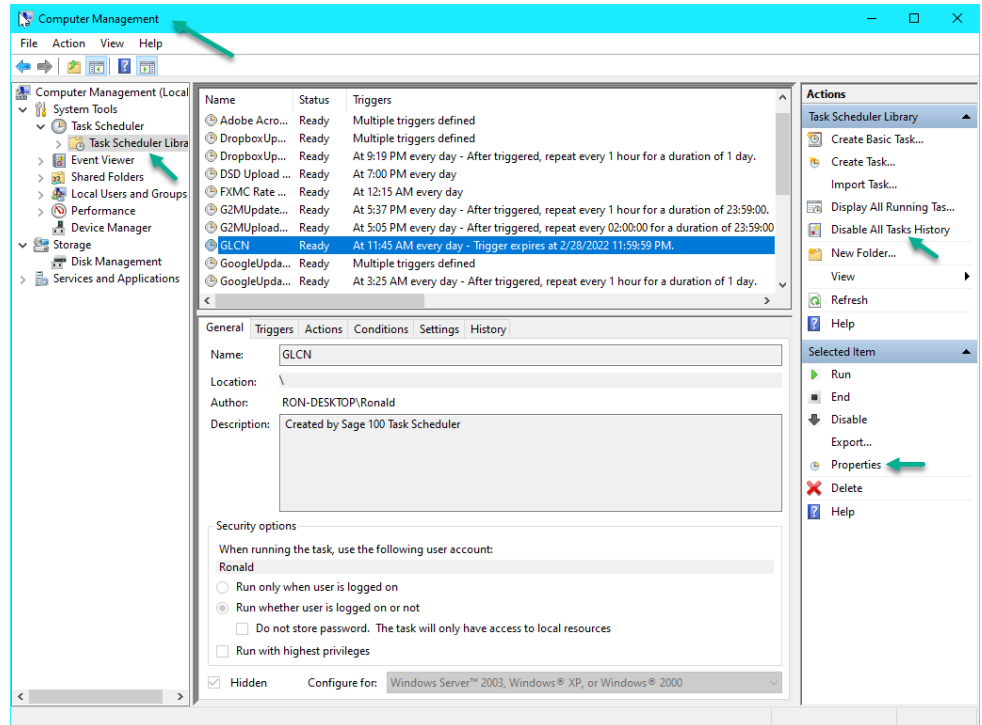 Computer Management
File Action View Help
Computer Management (Local
System Tools
Task Scheduler
Task Scheduler Libra
Event Viewer
Shared Folders
Local Users and Groups
Performance
Device Manager
Storage
Disk Management
Services and Applications
Name Status Triggers
Adobe Acro... Ready Multiple triggers defined
DropboxUp... Ready Multiple triggers defined
DropboxUp... Ready At 9:19 PM every day - After triggered, repeat every 1 hour for a duration of 1 day.
DSD Upload ... Ready At 7:00 PM every day
FXMC Rate ... Ready At 12:15 AM every day
G2MUpdate... Ready At 5:37 PM every day - After triggered, repeat every 1 hour for a duration of 23:59:00.
G2MUpload... Ready At 5:05 PM every day - After triggered, repeat every 02:00:00 for a duration of 23:59:00
GLCN Ready At 11:45 AM every day - Trigger expires at 2/28/2022 11:59:59 PM.
GoogleUpda... Ready Multiple triggers defined
GoogleUpda... Ready At 3:25 AM every day - After triggered, repeat every 1 hour for a duration of 1 day.
General Triggers Actions Conditions Settings History
Name: GLCN
Location: \
Author: RON-DESKTOP\Ronald
Description: Created by Sage 100 Task Scheduler
Security options
When running the task, use the following user account:
Ronald
Run only when user is logged on
Run whether user is logged on or not
Do not store password. The task will only have access to local resources
Run with highest privileges
Hidden Configure for: Windows Server™ 2003, Windows® XP, or Windows® 2000
Actions
Task Scheduler Library
Create Basic Task...
Create Task...
Import Task...
Display All Running Tas...
Disable All Tasks History
New Folder...
View
Refresh
Help
Selected Item
Run
End
Disable
Export...
Properties
Delete
Help